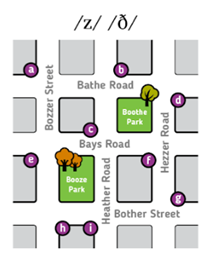 /z/ /ð/
a
b
Bathe Road
Bozzer Street
Boothe Park
d
c
Hezzer Road
Bays Road
e
Booze Park
Heather Road
f
g
Bother Street
h
i